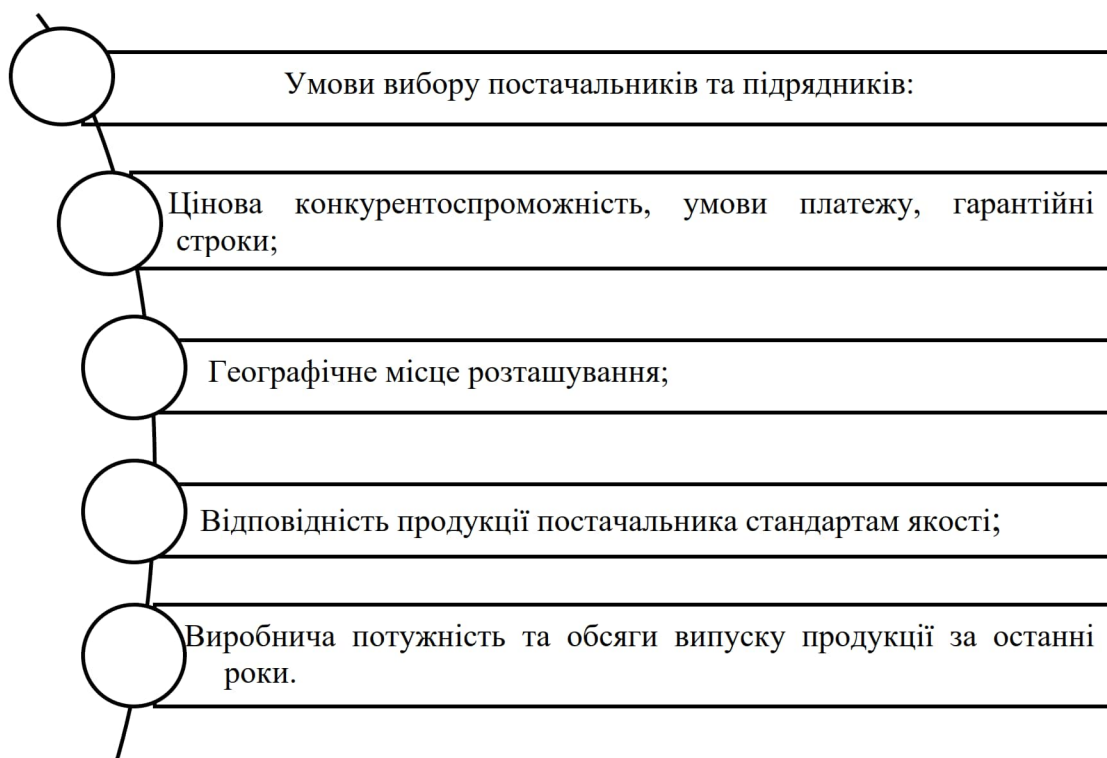 Умови вибору постачальників та підрядників:
Цінова конкурентоспроможність, умови платежу, гарантійні
строки;
Географічне місце розташування;
Відповідність продукції постачальника стандартам якості;
Виробнича потужність та обсяги випуску продукції за останні
роки.